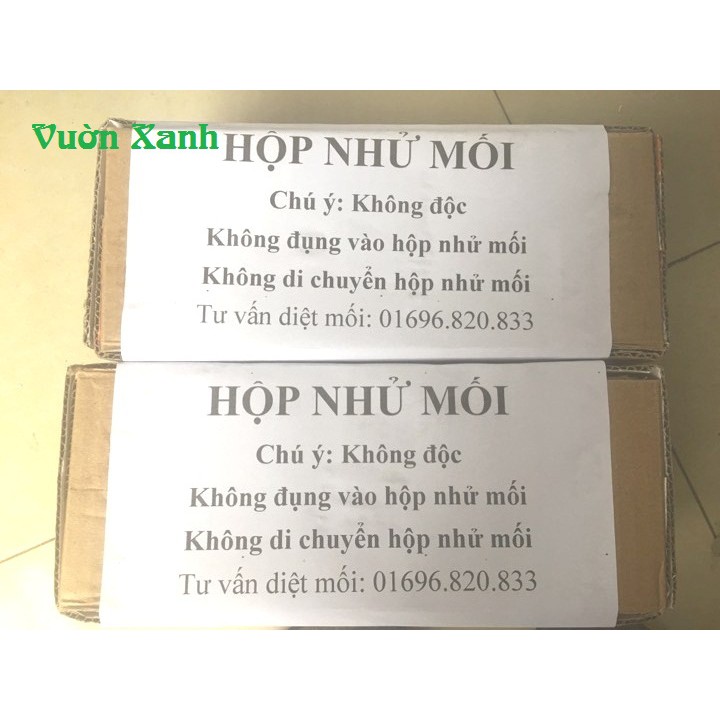 Vườn Xanh
HỘP NHỬ MỐI
Chú ý: Không độc
Không đụng vào hộp nhử mối
Không di chuyển hộp nhử mối
Tư vấn diệt mối: 01696.820.833
HỘP NHỬ MỐI
Chú ý: Không độc
Không đụng vào hộp nhử mối
Không di chuyển hộp nhử mối
Tư vấn diệt mối: 01696.820.833